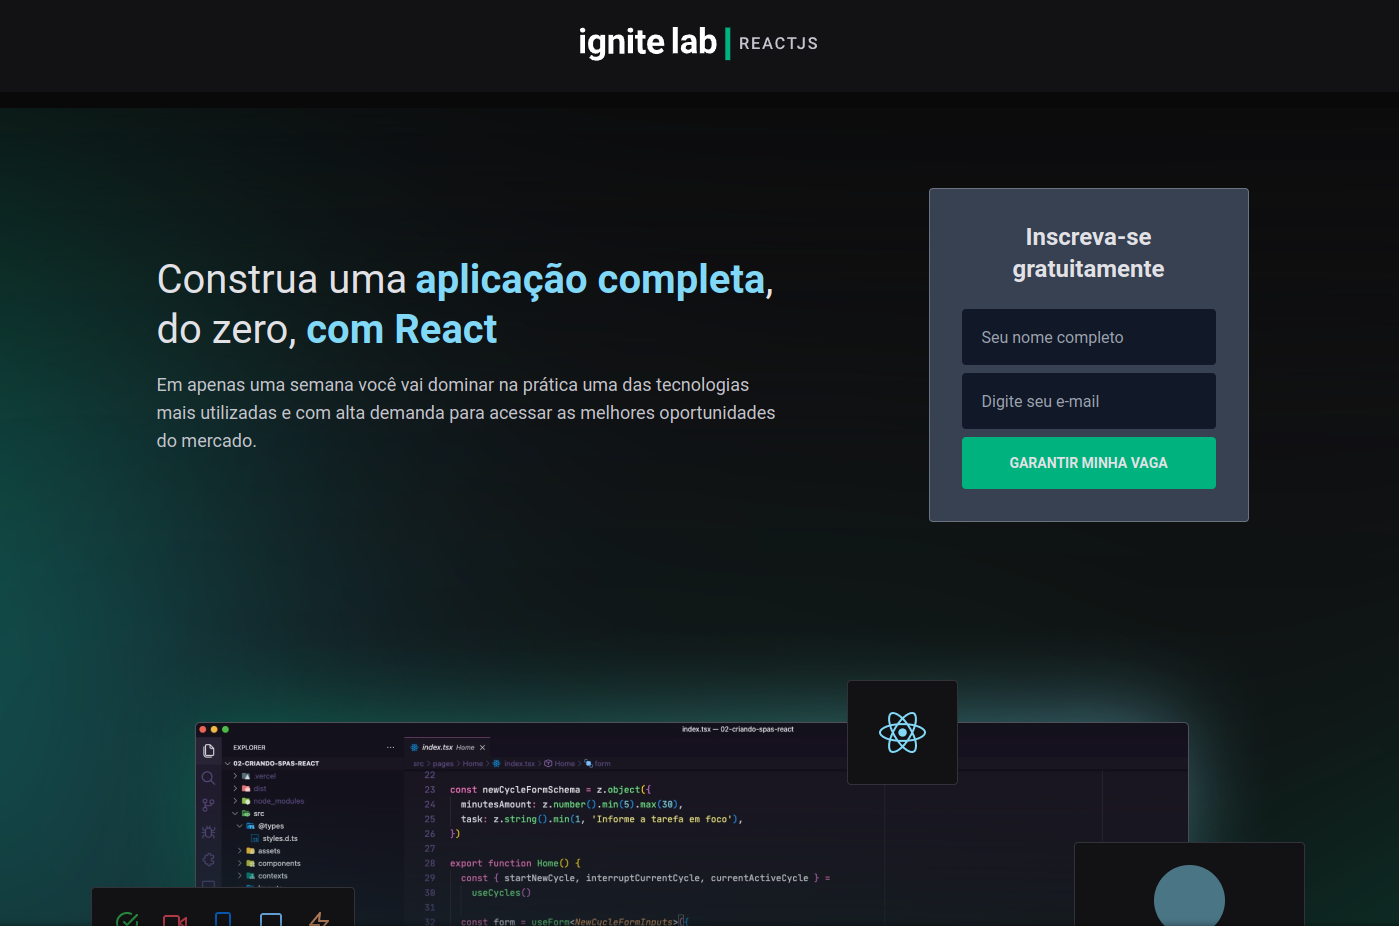 ignite lab REACTJS
Construa uma aplicação completa,
do zero, com React
Em apenas uma semana você vai dominar na prática uma das tecnologias
mais utilizadas e com alta demanda para acessar as melhores oportunidades
do mercado.
Inscreva-se
gratuitamente
Seu nome completo
Digite seu e-mail
GARANTIR MINHA VAGA
index.tsx — 02-criando-spas-react
EXPLORER ···
02-CRIANDO-SPAS-REACT
.vercel
dist
node_modules
src
@types
styles.d.ts
assets
components
contexts
index.tsx Home ×
src > pages > Home > index.tsx > Home > form
22
23 const newCycleFormSchema = z.object({
24 minutesAmount: z.number().min(5).max(30),
25 task: z.string().min(1, 'Informe a tarefa em foco'),
26 })
27
28 export function Home() {
29 const { startNewCycle, interruptCurrentCycle, currentActiveCycle } =
30 useCycles()
31
32 const form = useForm<NewCycleFormInputs>({